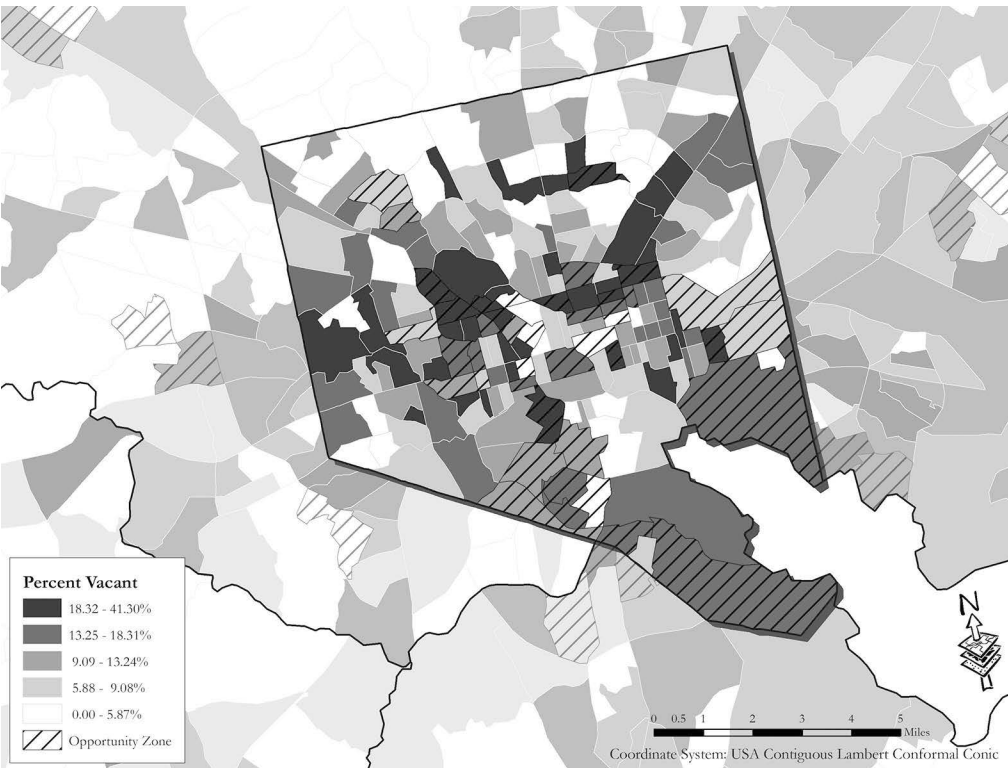 Percent Vacant
18.32 - 41.30%
13.25 - 18.31%
9.09 - 13.24%
5.88 - 9.08%
0.00 - 5.87%
Opportunity Zone
N
0 0.5 1 2 3 4 5
Miles
Coordinate System: USA Contiguous Lambert Conformal Conic